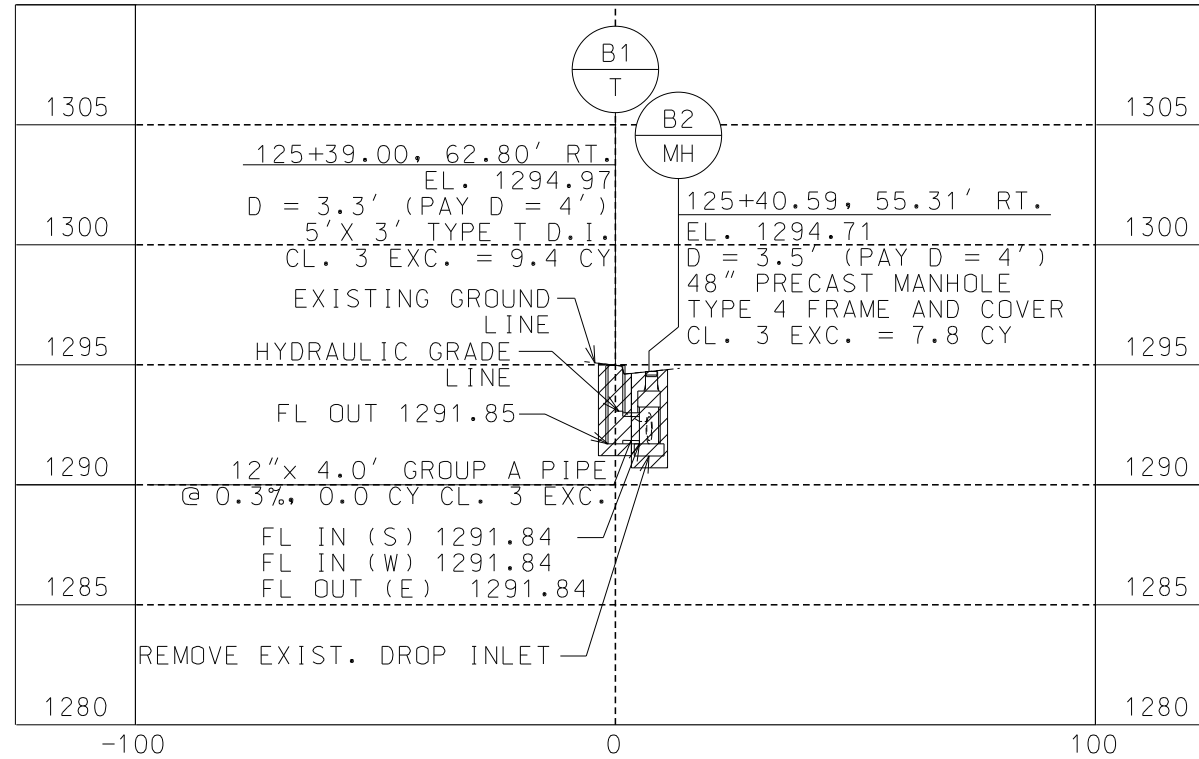 B1
T
B2
MH
1305
1305
125+39.00, 62.80' RT.
EL. 1294.97
D = 3.3' (PAY D = 4')
5'X 3' TYPE T D.I.
CL. 3 EXC. = 9.4 CY
125+40.59, 55.31' RT.
EL. 1294.71
D = 3.5' (PAY D = 4')
48" PRECAST MANHOLE
TYPE 4 FRAME AND COVER
CL. 3 EXC. = 7.8 CY
1300
1300
EXISTING GROUND
LINE
1295
1295
HYDRAULIC GRADE
LINE
FL OUT 1291.85
1290
1290
12"x 4.0' GROUP A PIPE
@ 0.3%, 0.0 CY CL. 3 EXC.
FL IN (S) 1291.84
FL IN (W) 1291.84
FL OUT (E) 1291.84
1285
1285
REMOVE EXIST. DROP INLET
1280
1280
-100
0
100